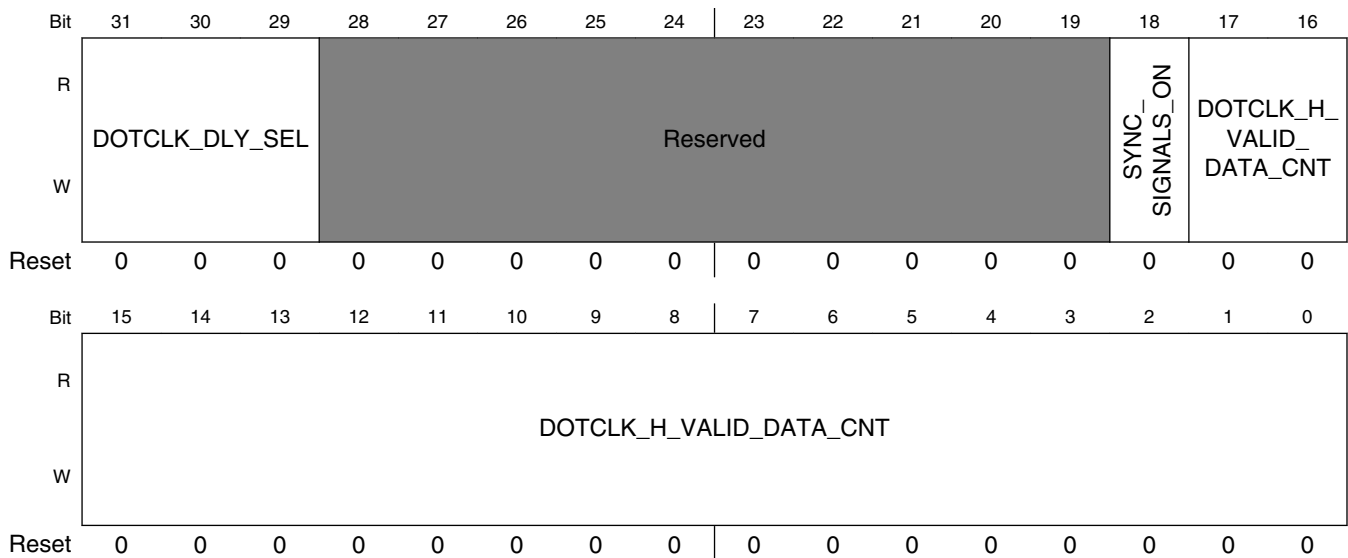 Bit 31 30 29 28 27 26 25 24 23 22 21 20 19 18 17 16
R
W
DOTCLK_DLY_SEL
Reserved
SYNC_
SIGNALS_ON
DOTCLK_H_
VALID_
DATA_CNT
Reset 0 0 0 0 0 0 0 0 0 0 0 0 0 0 0 0
Bit 15 14 13 12 11 10 9 8 7 6 5 4 3 2 1 0
R
W
DOTCLK_H_VALID_DATA_CNT
Reset 0 0 0 0 0 0 0 0 0 0 0 0 0 0 0 0